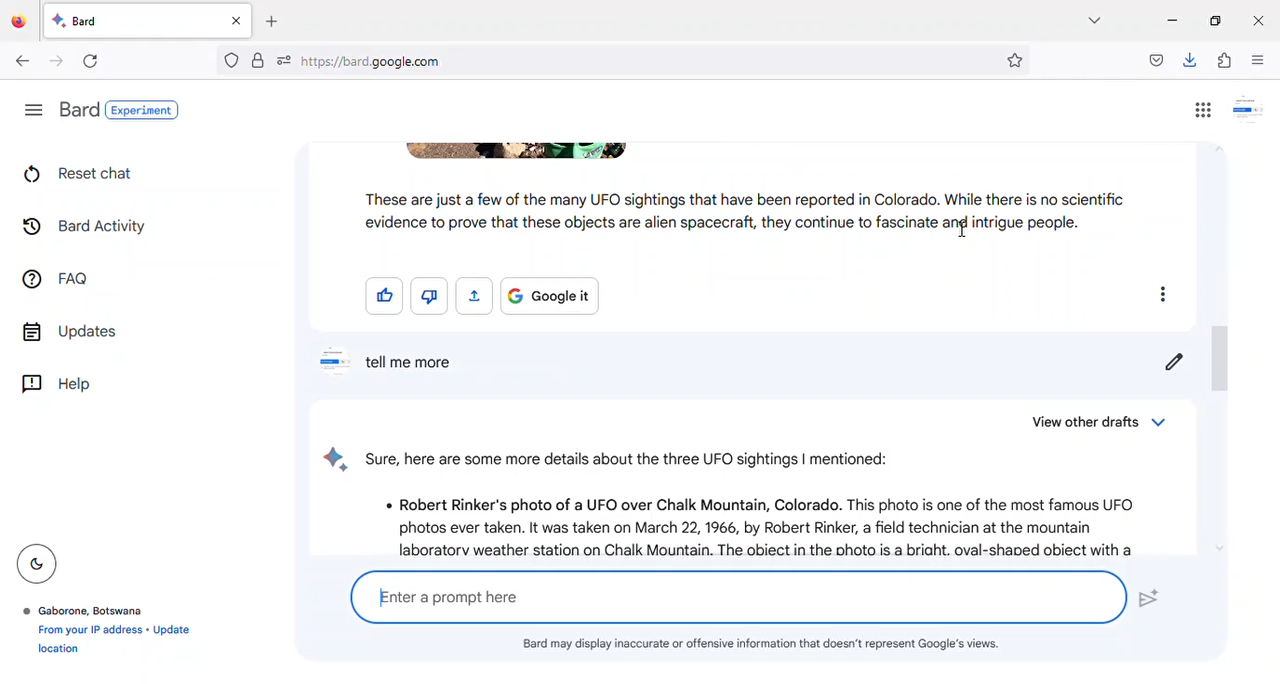 Bard
https://bard.google.com
Bard Experiment
Reset chat
Bard Activity
FAQ
Updates
Help
Gaborone, Botswana
From your IP address • Update
location
These are just a few of the many UFO sightings that have been reported in Colorado. While there is no scientific
evidence to prove that these objects are alien spacecraft, they continue to fascinate and intrigue people.
Google it
tell me more
View other drafts
Sure, here are some more details about the three UFO sightings I mentioned:
• Robert Rinker's photo of a UFO over Chalk Mountain, Colorado. This photo is one of the most famous UFO
photos ever taken. It was taken on March 22, 1966, by Robert Rinker, a field technician at the mountain
laboratory weather station on Chalk Mountain. The object in the photo is a bright, oval-shaped object with a
Enter a prompt here
Bard may display inaccurate or offensive information that doesn't represent Google's views.